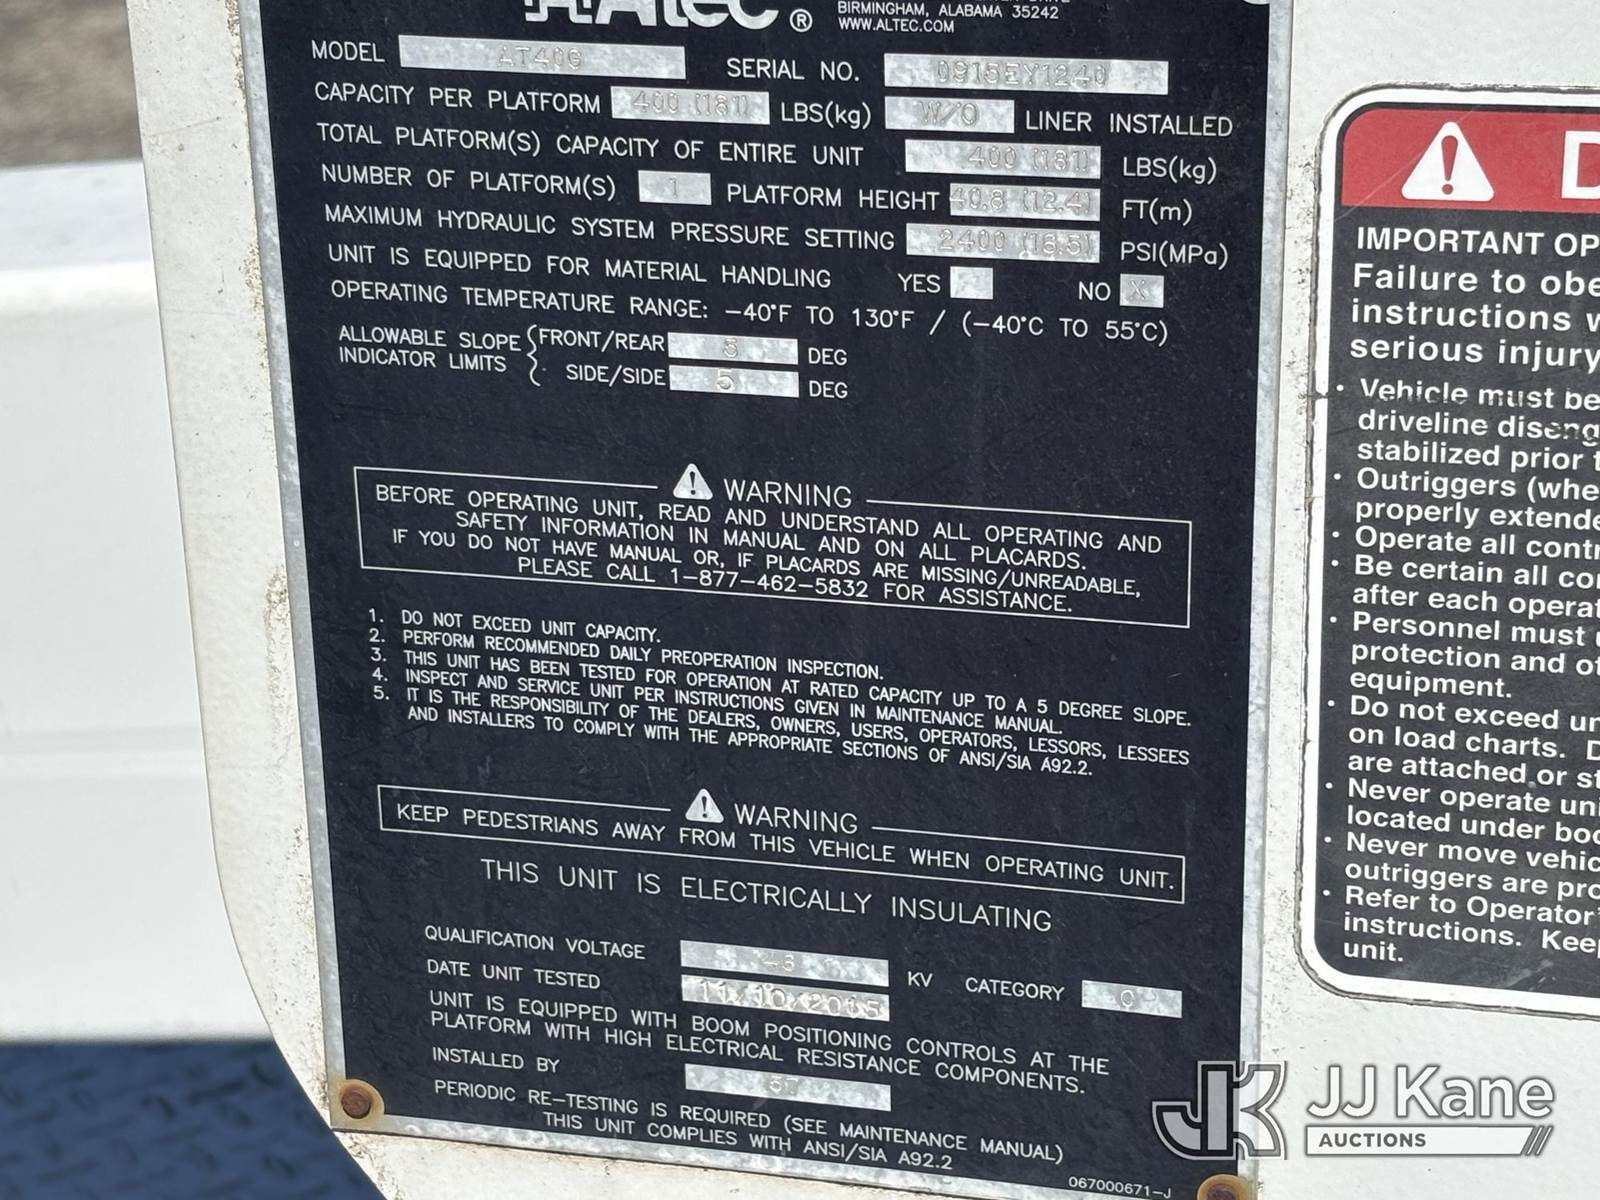 Altec ®
BIRMINGHAM, ALABAMA 35242
WWW.ALTEC.COM
MODEL AT40G SERIAL NO. 0915EY1240
CAPACITY PER PLATFORM 400 (181) LBS(kg) W/O LINER INSTALLED
TOTAL PLATFORM(S) CAPACITY OF ENTIRE UNIT 400 (181) LBS(kg)
NUMBER OF PLATFORM(S) 1 PLATFORM HEIGHT 40.8 (12.4) FT(m)
MAXIMUM HYDRAULIC SYSTEM PRESSURE SETTING 2400 (16.5) PSI(MPa)
UNIT IS EQUIPPED FOR MATERIAL HANDLING YES NO X
OPERATING TEMPERATURE RANGE: -40°F TO 130°F / (-40°C TO 55°C)
ALLOWABLE SLOPE INDICATOR LIMITS
FRONT/REAR 5 DEG
SIDE/SIDE 5 DEG
WARNING
BEFORE OPERATING UNIT, READ AND UNDERSTAND ALL OPERATING AND
SAFETY INFORMATION IN MANUAL AND ON ALL PLACARDS.
IF YOU DO NOT HAVE MANUAL OR, IF PLACARDS ARE MISSING/UNREADABLE,
PLEASE CALL 1-877-462-5832 FOR ASSISTANCE.
1. DO NOT EXCEED UNIT CAPACITY.
2. PERFORM RECOMMENDED DAILY PREOPERATION INSPECTION.
3. THIS UNIT HAS BEEN TESTED FOR OPERATION AT RATED CAPACITY UP TO A 5 DEGREE SLOPE.
4. INSPECT AND SERVICE UNIT PER INSTRUCTIONS GIVEN IN MAINTENANCE MANUAL.
5. IT IS THE RESPONSIBILITY OF THE DEALERS, OWNERS, USERS, OPERATORS, LESSORS, LESSEES
AND INSTALLERS TO COMPLY WITH THE APPROPRIATE SECTIONS OF ANSI/SIA A92.2.
WARNING
KEEP PEDESTRIANS AWAY FROM THIS VEHICLE WHEN OPERATING UNIT.
THIS UNIT IS ELECTRICALLY INSULATING
QUALIFICATION VOLTAGE 46 KV CATEGORY C
DATE UNIT TESTED 11/10/2015
UNIT IS EQUIPPED WITH BOOM POSITIONING CONTROLS AT THE
PLATFORM WITH HIGH ELECTRICAL RESISTANCE COMPONENTS.
INSTALLED BY
PERIODIC RE-TESTING IS REQUIRED (SEE MAINTENANCE MANUAL)
THIS UNIT COMPLIES WITH ANSI/SIA A92.2
067000671-J
D
IMPORTANT OP
Failure to obe
instructions w
serious injury
• Vehicle must be
driveline diseng
stabilized prior t
• Outriggers (whe
properly extende
• Operate all contr
• Be certain all co
after each operat
• Personnel must u
protection and ot
equipment.
• Do not exceed un
on load charts. D
are attached or st
• Never operate uni
located under boo
• Never move vehic
outriggers are pro
• Refer to Operator'
instructions. Keep
unit.
JK JJ Kane
AUCTIONS